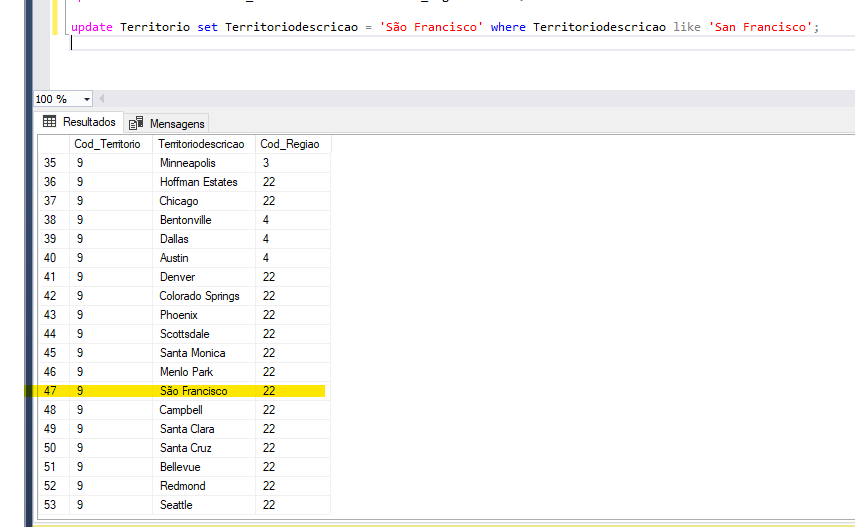 update Territorio set Territoriodescricao = 'São Francisco' where Territoriodescricao like 'San Francisco';
100 %
Resultados Mensagens
Cod_Territorio Territoriodescricao Cod_Regiao
35 9 Minneapolis 3
36 9 Hoffman Estates 22
37 9 Chicago 22
38 9 Bentonville 4
39 9 Dallas 4
40 9 Austin 4
41 9 Denver 22
42 9 Colorado Springs 22
43 9 Phoenix 22
44 9 Scottsdale 22
45 9 Santa Monica 22
46 9 Menlo Park 22
47 9 São Francisco 22
48 9 Campbell 22
49 9 Santa Clara 22
50 9 Santa Cruz 22
51 9 Bellevue 22
52 9 Redmond 22
53 9 Seattle 22